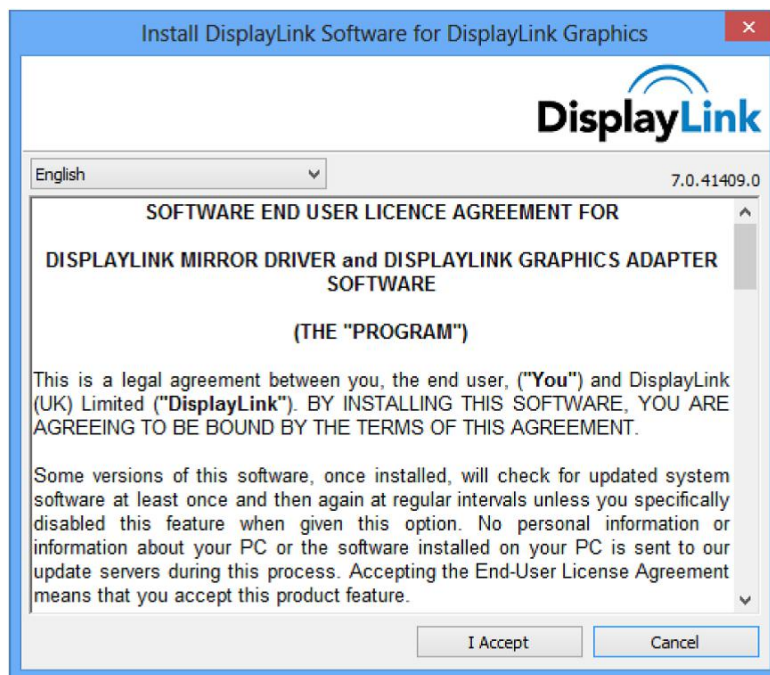 Install DisplayLink Software for DisplayLink Graphics
DisplayLink
English
7.0.41409.0
SOFTWARE END USER LICENCE AGREEMENT FOR
DISPLAYLINK MIRROR DRIVER and DISPLAYLINK GRAPHICS ADAPTER
SOFTWARE
(THE "PROGRAM")
This is a legal agreement between you, the end user, ("You") and DisplayLink
(UK) Limited ("DisplayLink"). BY INSTALLING THIS SOFTWARE, YOU ARE
AGREEING TO BE BOUND BY THE TERMS OF THIS AGREEMENT.
Some versions of this software, once installed, will check for updated system
software at least once and then again at regular intervals unless you specifically
disabled this feature when given this option. No personal information or
information about your PC or the software installed on your PC is sent to our
update servers during this process. Accepting the End-User License Agreement
means that you accept this product feature.
I Accept
Cancel